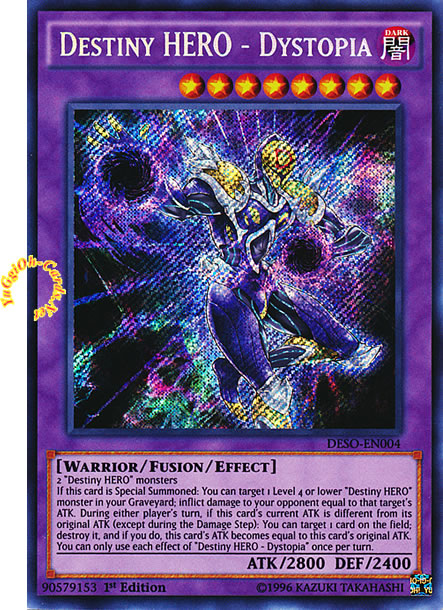 DESTINY HERO - DYSTOPIA
DARK
闇
YuGiOh-Cards.Net
DESO-EN004
[WARRIOR/FUSION/EFFECT]
2 "Destiny HERO" monsters
If this card is Special Summoned: You can target 1 Level 4 or lower "Destiny HERO"
monster in your Graveyard; inflict damage to your opponent equal to that target's
ATK. During either player's turn, if this card's current ATK is different from its
original ATK (except during the Damage Step): You can target 1 card on the field;
destroy it, and if you do, this card's ATK becomes equal to this card's original ATK.
You can only use each effect of "Destiny HERO - Dystopia" once per turn.
ATK/2800 DEF/2400
90579153 1st Edition ©1996 KAZUKI TAKAHASHI